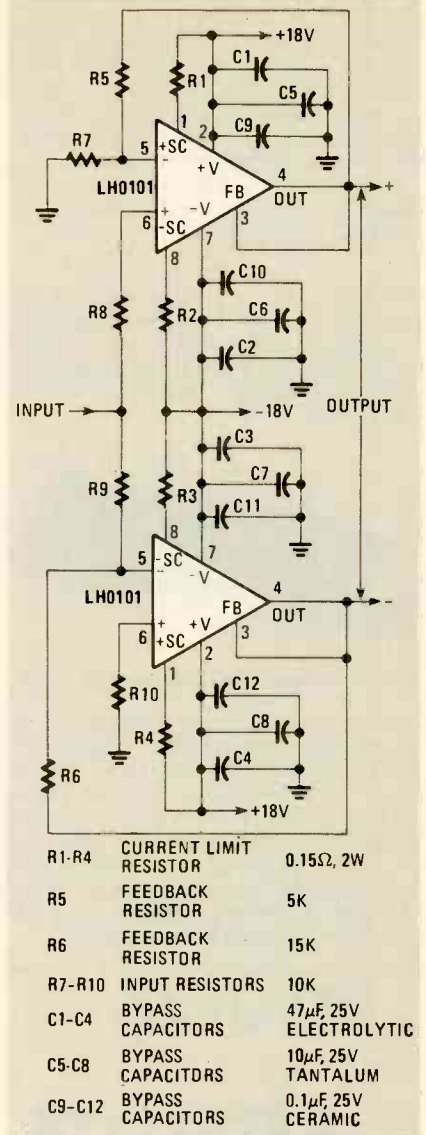 +18V
R1
C1
R5
C5
C9
R7
1
2
5
+SC
+V
4
LH0101
-
FB
OUT
+
+
-V
3
6
-SC
7
8
C10
R8
R2
C6
C2
INPUT
-18V
OUTPUT
C3
R9
R3
C7
C11
8
7
5
-SC
-V
4
LH0101
-
FB
OUT
-
+
+V
3
6
+SC
2
1
C12
R10
R4
C8
R6
C4
+18V
R1-R4 CURRENT LIMIT RESISTOR 0.15Ω, 2W
R5 FEEDBACK RESISTOR 5K
R6 FEEDBACK RESISTOR 15K
R7-R10 INPUT RESISTORS 10K
C1-C4 BYPASS CAPACITORS 47µF, 25V ELECTROLYTIC
C5-C8 BYPASS CAPACITORS 10µF, 25V TANTALUM
C9-C12 BYPASS CAPACITORS 0.1µF, 25V CERAMIC